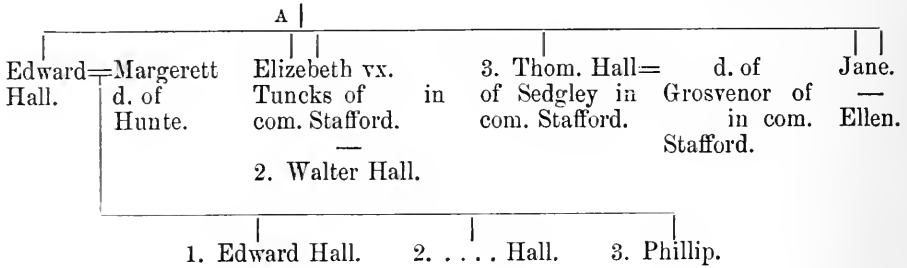 A
Edward=Margerett Elizebeth vx. 3. Thom. Hall= d. of Jane.
Hall. d. of Tuncks of in of Sedgley in Grosvenor of —
Hunte. com. Stafford. com. Stafford. in com. Ellen.
— Stafford.
2. Walter Hall.
1. Edward Hall. 2. . . . . Hall. 3. Phillip.